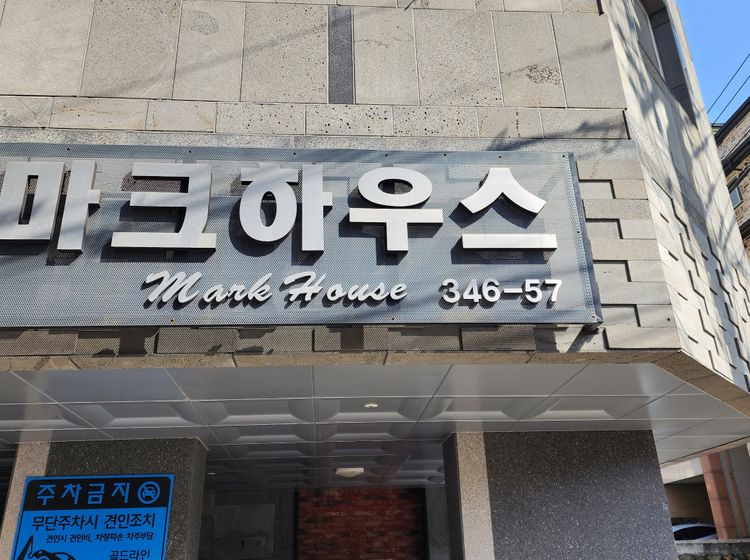 마크하우스
Mark House 346-57
주차금지
무단주차시 견인조치
견인시 견인비, 차량파손 차주부담
골드라인